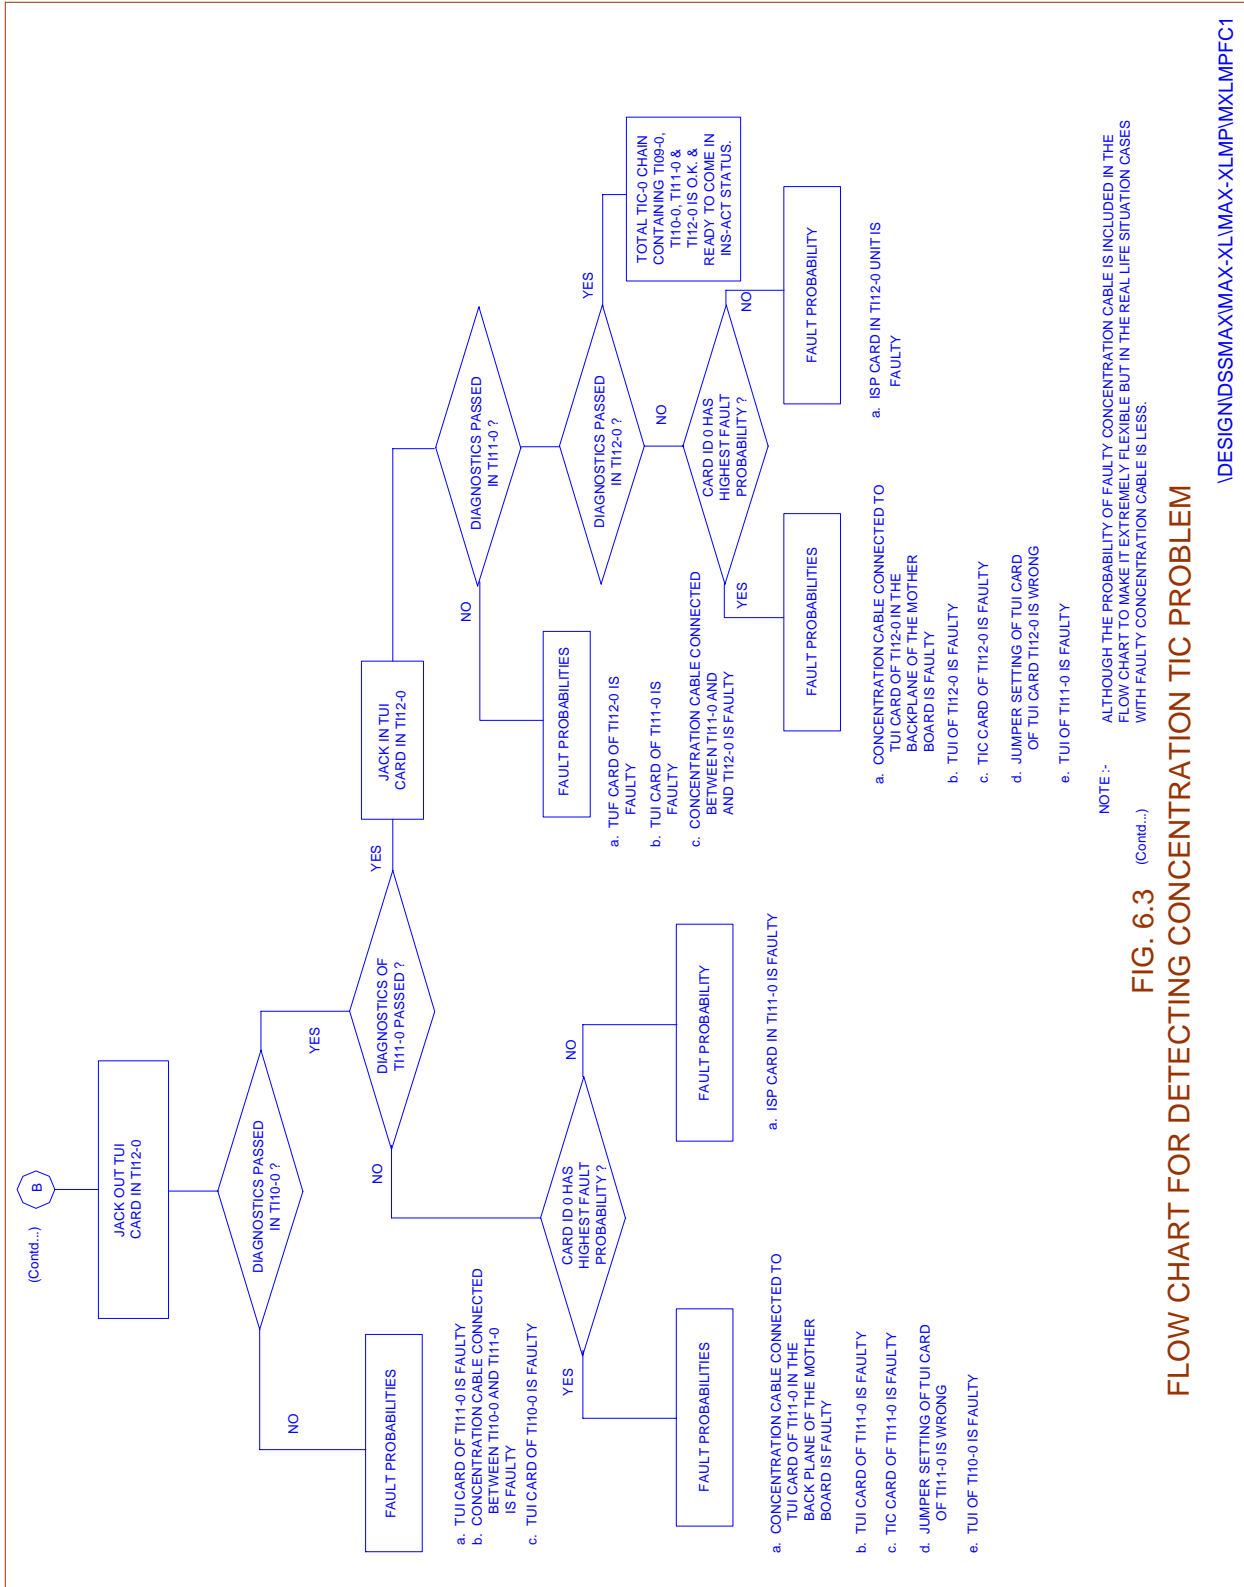 (Contd...)
B
JACK OUT TUI
CARD IN TI12-0
DIAGNOSTICS PASSED
IN TI10-0 ?
NO
YES
FAULT PROBABILITIES
a. TUI CARD OF TI11-0 IS FAULTY
b. CONCENTRATION CABLE CONNECTED
BETWEEN TI10-0 AND TI11-0
IS FAULTY
c. TUI CARD OF TI10-0 IS FAULTY
DIAGNOSTICS OF
TI11-0 PASSED ?
NO
YES
CARD ID 0 HAS
HIGHEST FAULT
PROBABILITY ?
YES
NO
FAULT PROBABILITIES
a. CONCENTRATION CABLE CONNECTED TO
TUI CARD OF TI11-0 IN THE
BACK PLANE OF THE MOTHER
BOARD IS FAULTY
b. TUI CARD OF TI11-0 IS FAULTY
c. TIC CARD OF TI11-0 IS FAULTY
d. JUMPER SETTING OF TUI CARD
OF TI11-0 IS WRONG
e. TUI OF TI10-0 IS FAULTY
FAULT PROBABILITY
a. ISP CARD IN TI11-0 IS FAULTY
JACK IN TUI
CARD IN TI12-0
DIAGNOSTICS PASSED
IN TI11-0 ?
NO
FAULT PROBABILITIES
a. TUF CARD OF TI12-0 IS
FAULTY
b. TUI CARD OF TI11-0 IS
FAULTY
c. CONCENTRATION CABLE CONNECTED
BETWEEN TI11-0 AND
AND TI12-0 IS FAULTY
DIAGNOSTICS PASSED
IN TI12-0 ?
YES
NO
TOTAL TIC-0 CHAIN
CONTAINING TI09-0,
TI10-0, TI11-0 &
TI12-0 IS O.K. &
READY TO COME IN
INS-ACT STATUS.
CARD ID 0 HAS
HIGHEST FAULT
PROBABILITY ?
YES
NO
FAULT PROBABILITIES
a. CONCENTRATION CABLE CONNECTED TO
TUI CARD OF TI12-0 IN THE
BACKPLANE OF THE MOTHER
BOARD IS FAULTY
b. TUI OF TI12-0 IS FAULTY
c. TIC CARD OF TI12-0 IS FAULTY
d. JUMPER SETTING OF TUI CARD
OF TUI CARD TI12-0 IS WRONG
e. TUI OF TI11-0 IS FAULTY
FAULT PROBABILITY
a. ISP CARD IN TI12-0 UNIT IS
FAULTY
NOTE :- ALTHOUGH THE PROBABILITY OF FAULTY CONCENTRATION CABLE IS INCLUDED IN THE
FLOW CHART TO MAKE IT EXTREMELY FLEXIBLE BUT IN THE REAL LIFE SITUATION CASES
WITH FAULTY CONCENTRATION CABLE IS LESS.
FIG. 6.3 (Contd...)
FLOW CHART FOR DETECTING CONCENTRATION TIC PROBLEM
\DESIGN\DSSMAX\MAX-XL\MAX-XLMP\MXLMPFC1